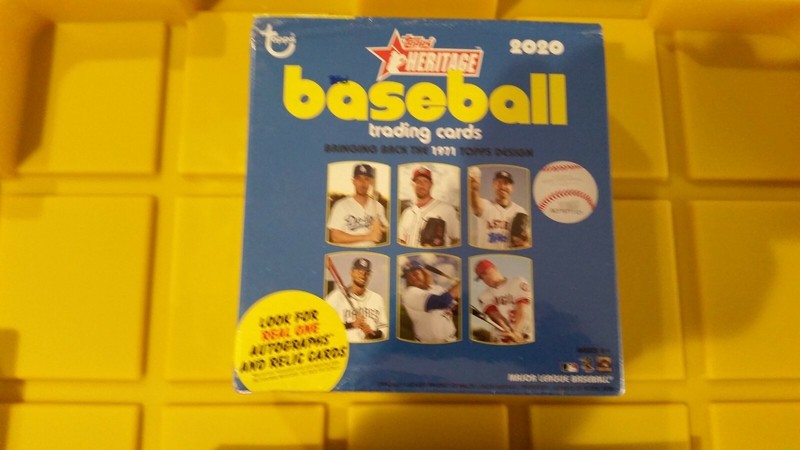 topps
topps
HERITAGE
2020
baseball
trading cards
BRINGING BACK THE 1971 TOPPS DESIGN
LOOK FOR
REAL ONE
AUTOGRAPHS
AND RELIC CARDS
MAJOR LEAGUE BASEBALL